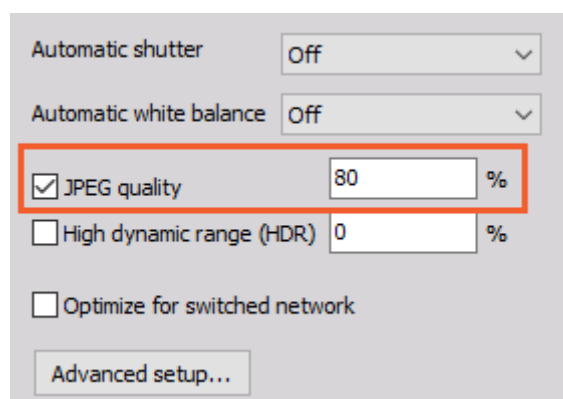 Automatic shutter Off
Automatic white balance Off
JPEG quality 80 %
High dynamic range (HDR) 0 %
Optimize for switched network
Advanced setup...